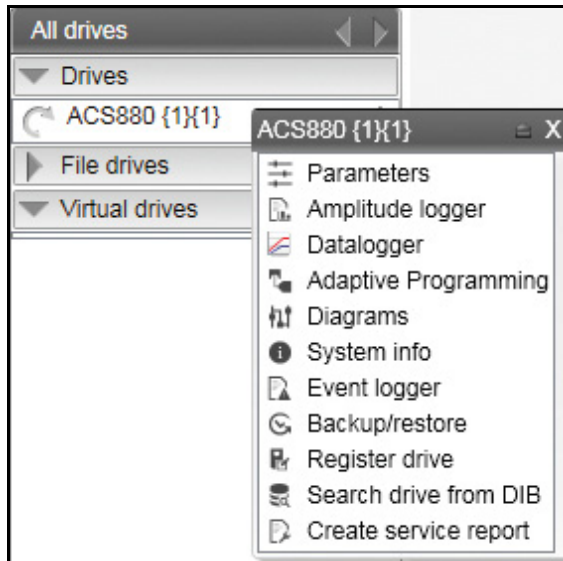 All drives
Drives
ACS880 {1}{1}
File drives
Virtual drives
ACS880 {1}{1} X
Parameters
Amplitude logger
Datalogger
Adaptive Programming
Diagrams
System info
Event logger
Backup/restore
Register drive
Search drive from DIB
Create service report